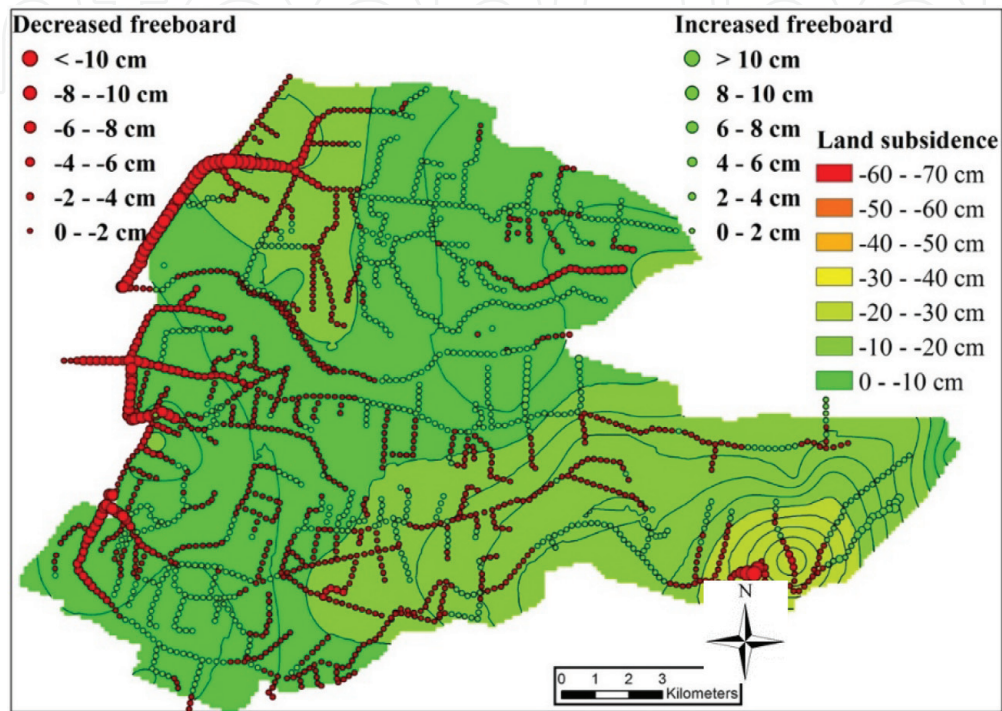 Decreased freeboard
< -10 cm
-8 - -10 cm
-6 - -8 cm
-4 - -6 cm
-2 - -4 cm
0 - -2 cm
Increased freeboard
> 10 cm
8 - 10 cm
6 - 8 cm
4 - 6 cm
2 - 4 cm
0 - 2 cm
Land subsidence
-60 - -70 cm
-50 - -60 cm
-40 - -50 cm
-30 - -40 cm
-20 - -30 cm
-10 - -20 cm
0 - -10 cm
N
0 1 2 3
Kilometers